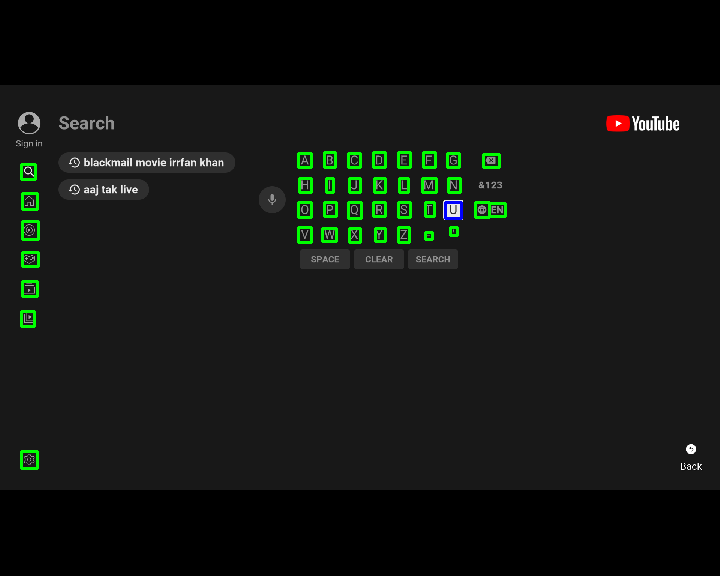 Search
YouTube
Sign in
blackmail movie irrfan khan
aaj tak live
A B C D E F G
H I J K L M N &123
O P Q R S T U EN
V W X Y Z
SPACE CLEAR SEARCH
Back